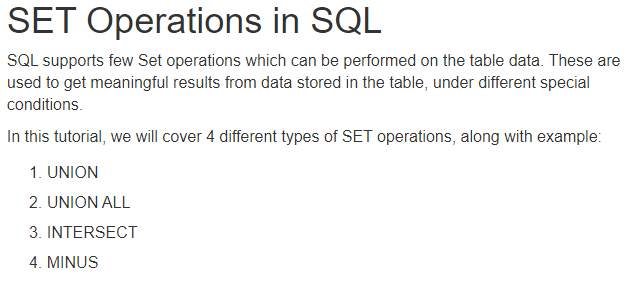 SET Operations in SQL
SQL supports few Set operations which can be performed on the table data. These are
used to get meaningful results from data stored in the table, under different special
conditions.
In this tutorial, we will cover 4 different types of SET operations, along with example:
1. UNION
2. UNION ALL
3. INTERSECT
4. MINUS